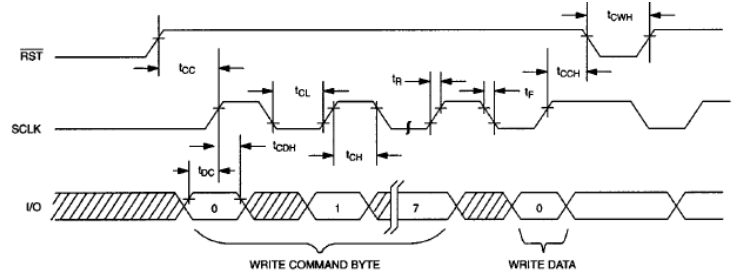 tCWH
RST
tCC
tCCH
tCL
tR
tF
SCLK
tCDH
tDC
tCH
I/O
0
1
7
0
WRITE COMMAND BYTE
WRITE DATA